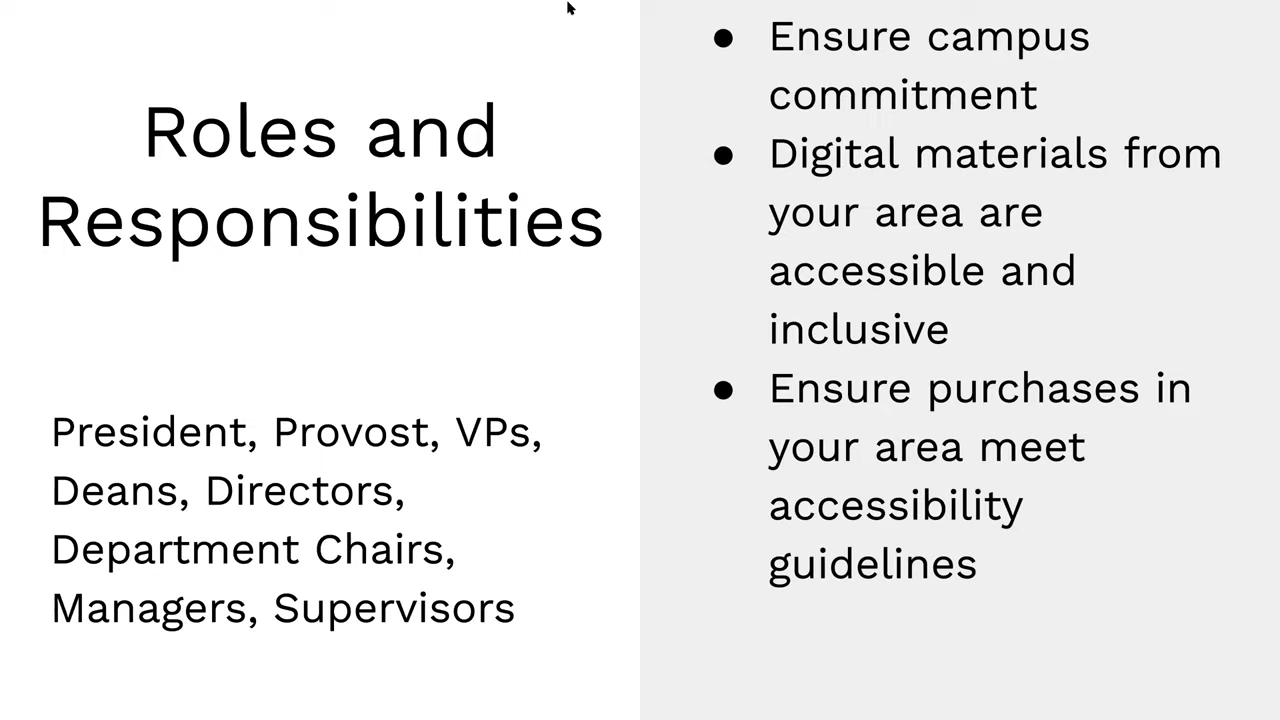 Roles and
Responsibilities
President, Provost, VPs,
Deans, Directors,
Department Chairs,
Managers, Supervisors
● Ensure campus
commitment
● Digital materials from
your area are
accessible and
inclusive
● Ensure purchases in
your area meet
accessibility
guidelines